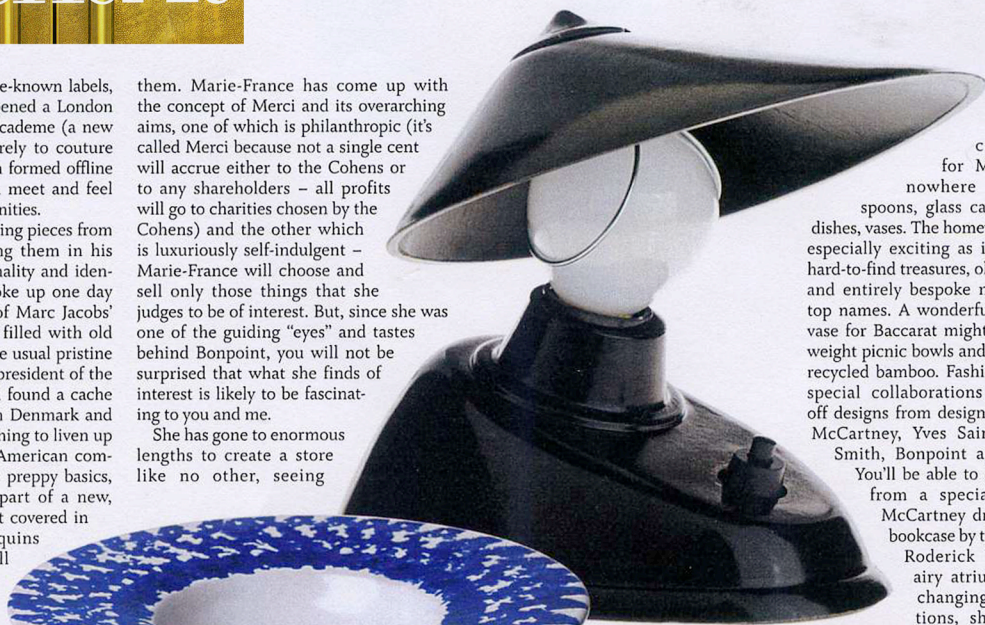 e-known labels,
ened a London
cademe (a new
rely to couture
formed offline
meet and feel
nities.
ing pieces from
ng them in his
nality and iden-
oke up one day
of Marc Jacobs'
filled with old
e usual pristine
president of the
found a cache
n Denmark and
hing to liven up
American com-
preppy basics,
part of a new,
t covered in
quins
ll
them. Marie-France has come up with
the concept of Merci and its overarching
aims, one of which is philanthropic (it's
called Merci because not a single cent
will accrue either to the Cohens or
to any shareholders – all profits
will go to charities chosen by the
Cohens) and the other which
is luxuriously self-indulgent –
Marie-France will choose and
sell only those things that she
judges to be of interest. But, since she was
one of the guiding "eyes" and tastes
behind Bonpoint, you will not be
surprised that what she finds of
interest is likely to be fascinat-
ing to you and me.
She has gone to enormous
lengths to create a store
like no other, seeing
c
for M
nowhere
spoons, glass ca
dishes, vases. The home
especially exciting as i
hard-to-find treasures, ol
and entirely bespoke
top names. A wonderfu
vase for Baccarat might
weight picnic bowls and
recycled bamboo. Fashi
special collaborations
off designs from design
McCartney, Yves Sain
Smith, Bonpoint a
You'll be able to
from a specia
McCartney dr
bookcase by t
Roderick
airy atriu
changing
tions, sh